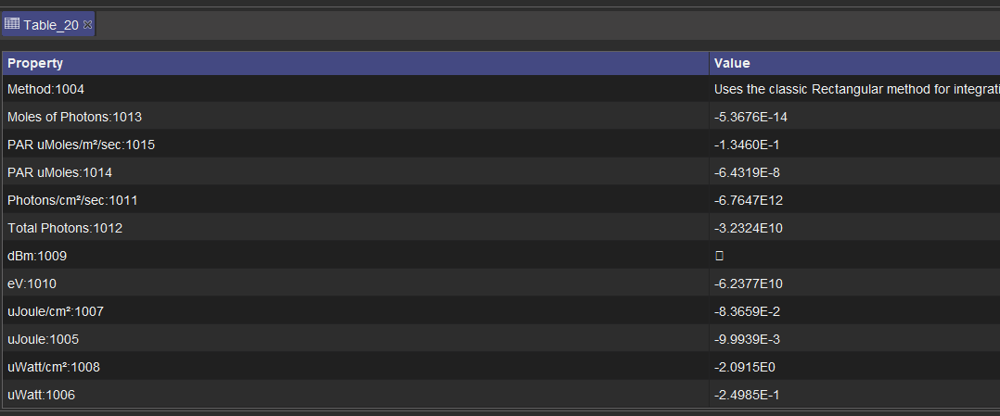 Table_20
Property Value
Method:1004 Uses the classic Rectangular method for integrati
Moles of Photons:1013 -5.3676E-14
PAR uMoles/m²/sec:1015 -1.3460E-1
PAR uMoles:1014 -6.4319E-8
Photons/cm²/sec:1011 -6.7647E12
Total Photons:1012 -3.2324E10
dBm:1009 □
eV:1010 -6.2377E10
uJoule/cm²:1007 -8.3659E-2
uJoule:1005 -9.9939E-3
uWatt/cm²:1008 -2.0915E0
uWatt:1006 -2.4985E-1